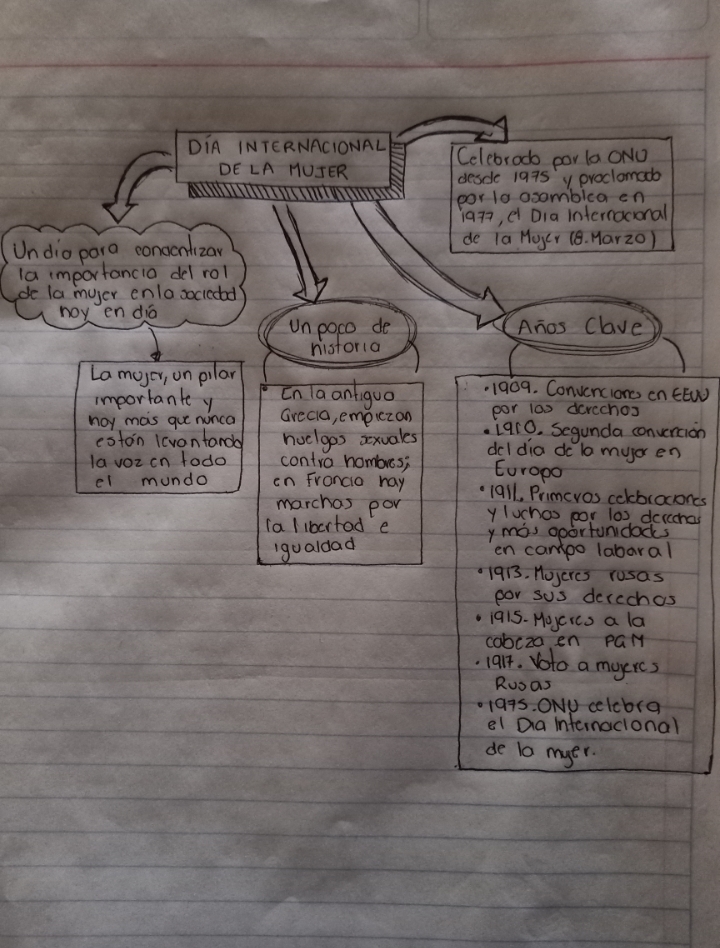 DÍA INTERNACIONAL
DE LA MUJER
Celebrado por la ONU
desde 1975 y proclamado
por la asamblea en
1977, el Dia Internacional
de la Mujer (8.Marzo)
Un dia para concentizar
la importancia del rol
de la mujer en la sociedad
hoy en día
La mujer, un pilar
importante y
hoy más que nunca
están levantando
la voz en todo
el mundo
Un poco de
historia
• En la antigua
Grecia, empiezan
huelgas sexuales
contra hombres;
en Francia hay
marchas por
la libertad e
igualdad
Años Clave
• 1909. Convenciones en EEUU
por los derechos
• 1910. Segunda convención
del día de la mujer en
Europa
• 1911. Primeras celebraciones
y luchas por los derechos
y más oportunidades
en campo laboral
• 1913. Mujeres rusas
por sus derechos
• 1915. Mujeres a la
cabeza en PGM
• 1917. Voto a mujeres
Rusas
• 1975. ONU celebra
el Dia Internacional
de la mujer.